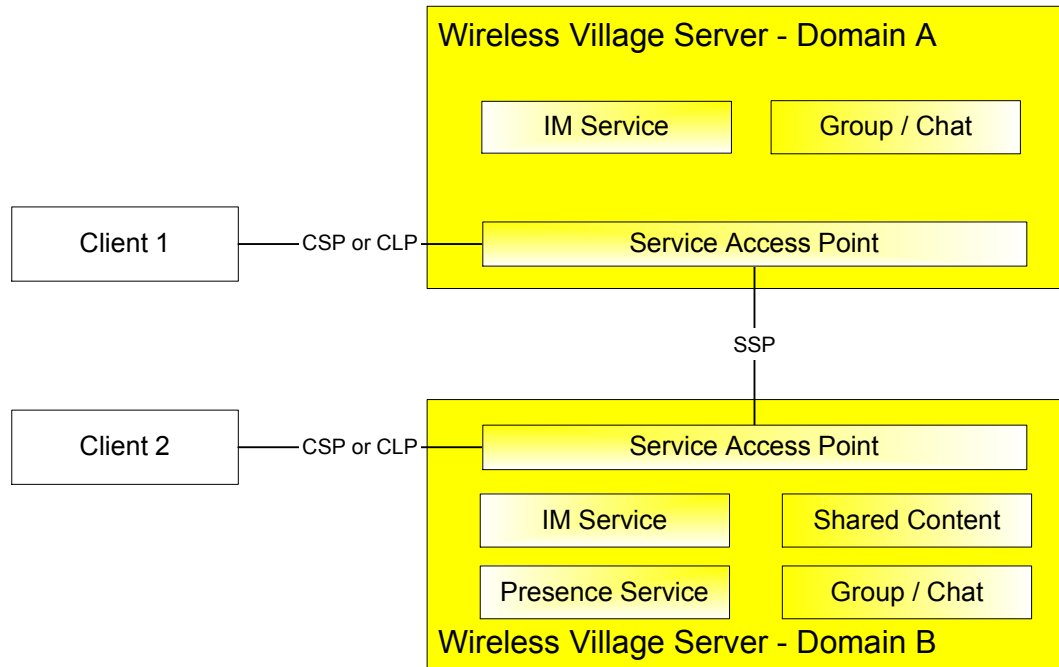 Wireless Village Server - Domain A
IM Service
Group / Chat
Client 1
CSP or CLP
Service Access Point
SSP
Client 2
CSP or CLP
Service Access Point
IM Service
Shared Content
Presence Service
Group / Chat
Wireless Village Server - Domain B